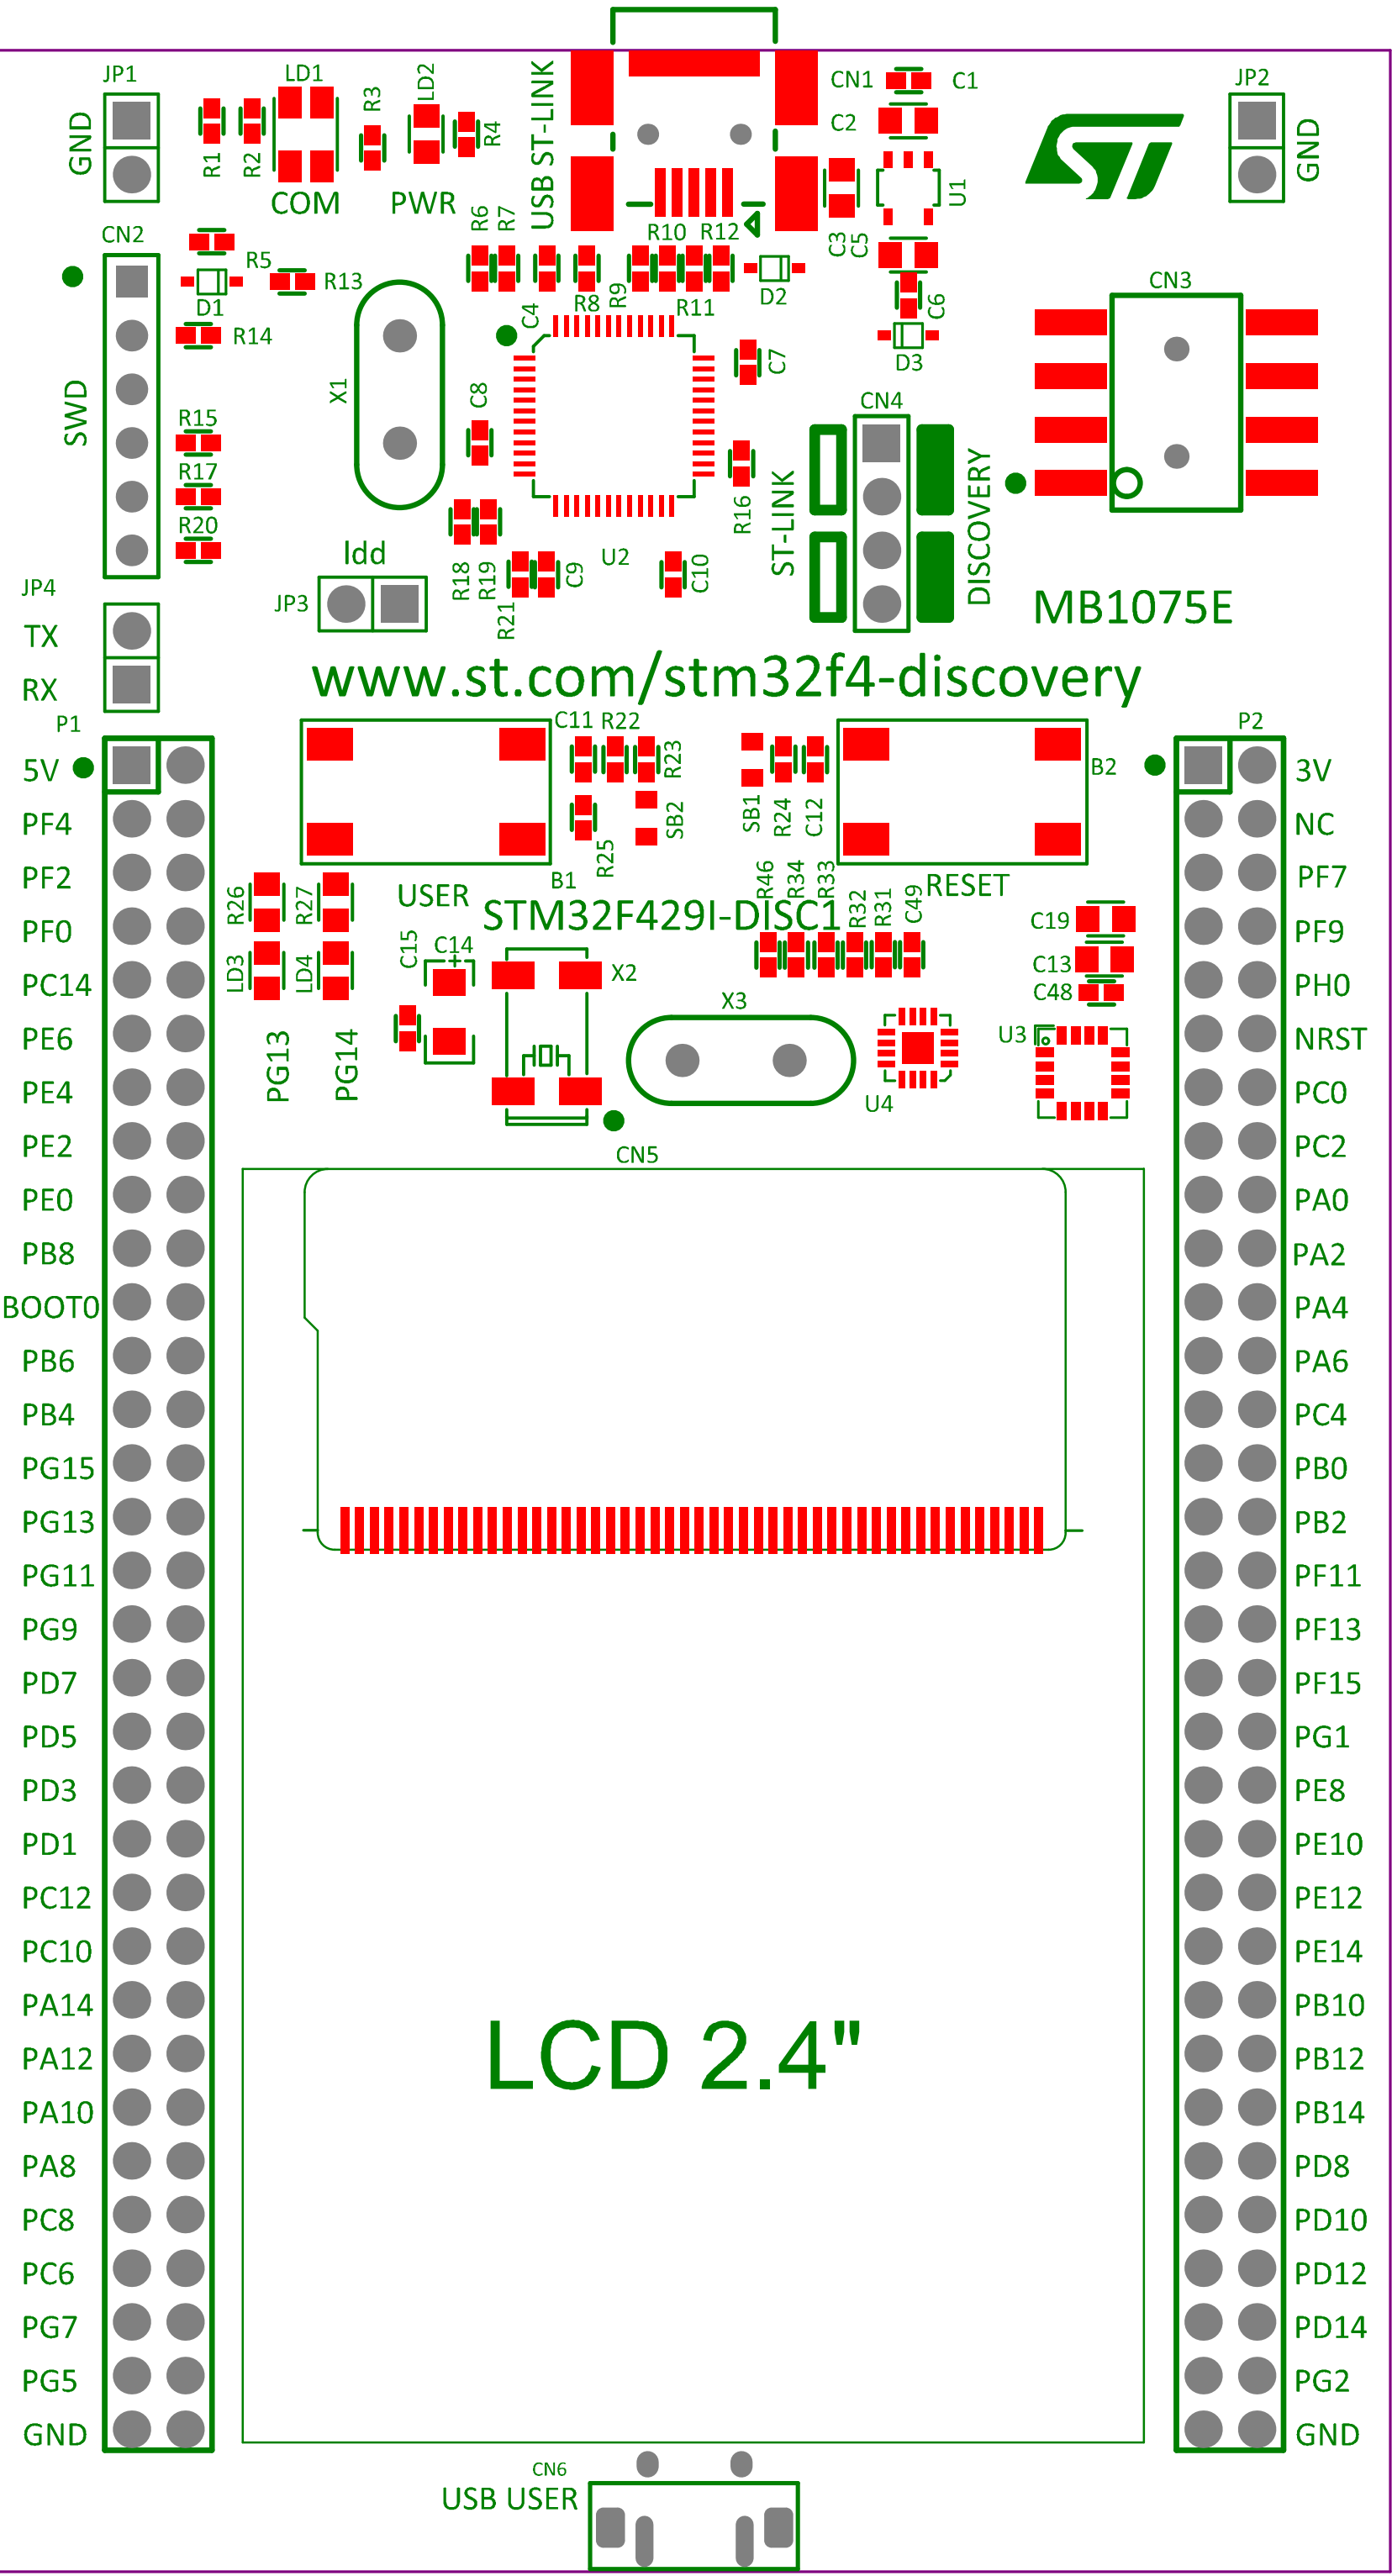 JP1
LD1
LD2
R3
R4
USB ST-LINK
CN1
C1
JP2
GND
R1
R2
COM
PWR
C2
U1
GND
CN2
R5
D1
R13
R14
R6
R7
C4
R8
R9
R10
R11
R12
D2
C3
C5
C6
D3
CN3
SWD
R15
R17
R20
X1
C8
C7
R16
CN4
ST-LINK
DISCOVERY
Idd
JP3
R18
R19
R21
C9
U2
C10
MB1075E
JP4
TX
RX
www.st.com/stm32f4-discovery
P1
C11
R22
R23
SB1
R24
C12
B2
P2
R25
SB2
B1
USER
RESET
STM32F429I-DISC1
R26
R27
LD3
LD4
PG13
PG14
C15
C14
X2
X3
R46
R34
R33
R32
R31
C49
C19
C13
C48
U3
U4
CN5
5V
PF4
PF2
PF0
PC14
PE6
PE4
PE2
PE0
PB8
BOOT0
PB6
PB4
PG15
PG13
PG11
PG9
PD7
PD5
PD3
PD1
PC12
PC10
PA14
PA12
PA10
PA8
PC8
PC6
PG7
PG5
GND
3V
NC
PF7
PF9
PH0
NRST
PC0
PC2
PA0
PA2
PA4
PA6
PC4
PB0
PB2
PF11
PF13
PF15
PG1
PE8
PE10
PE12
PE14
PB10
PB12
PB14
PD8
PD10
PD12
PD14
PG2
GND
LCD 2.4"
CN6
USB USER